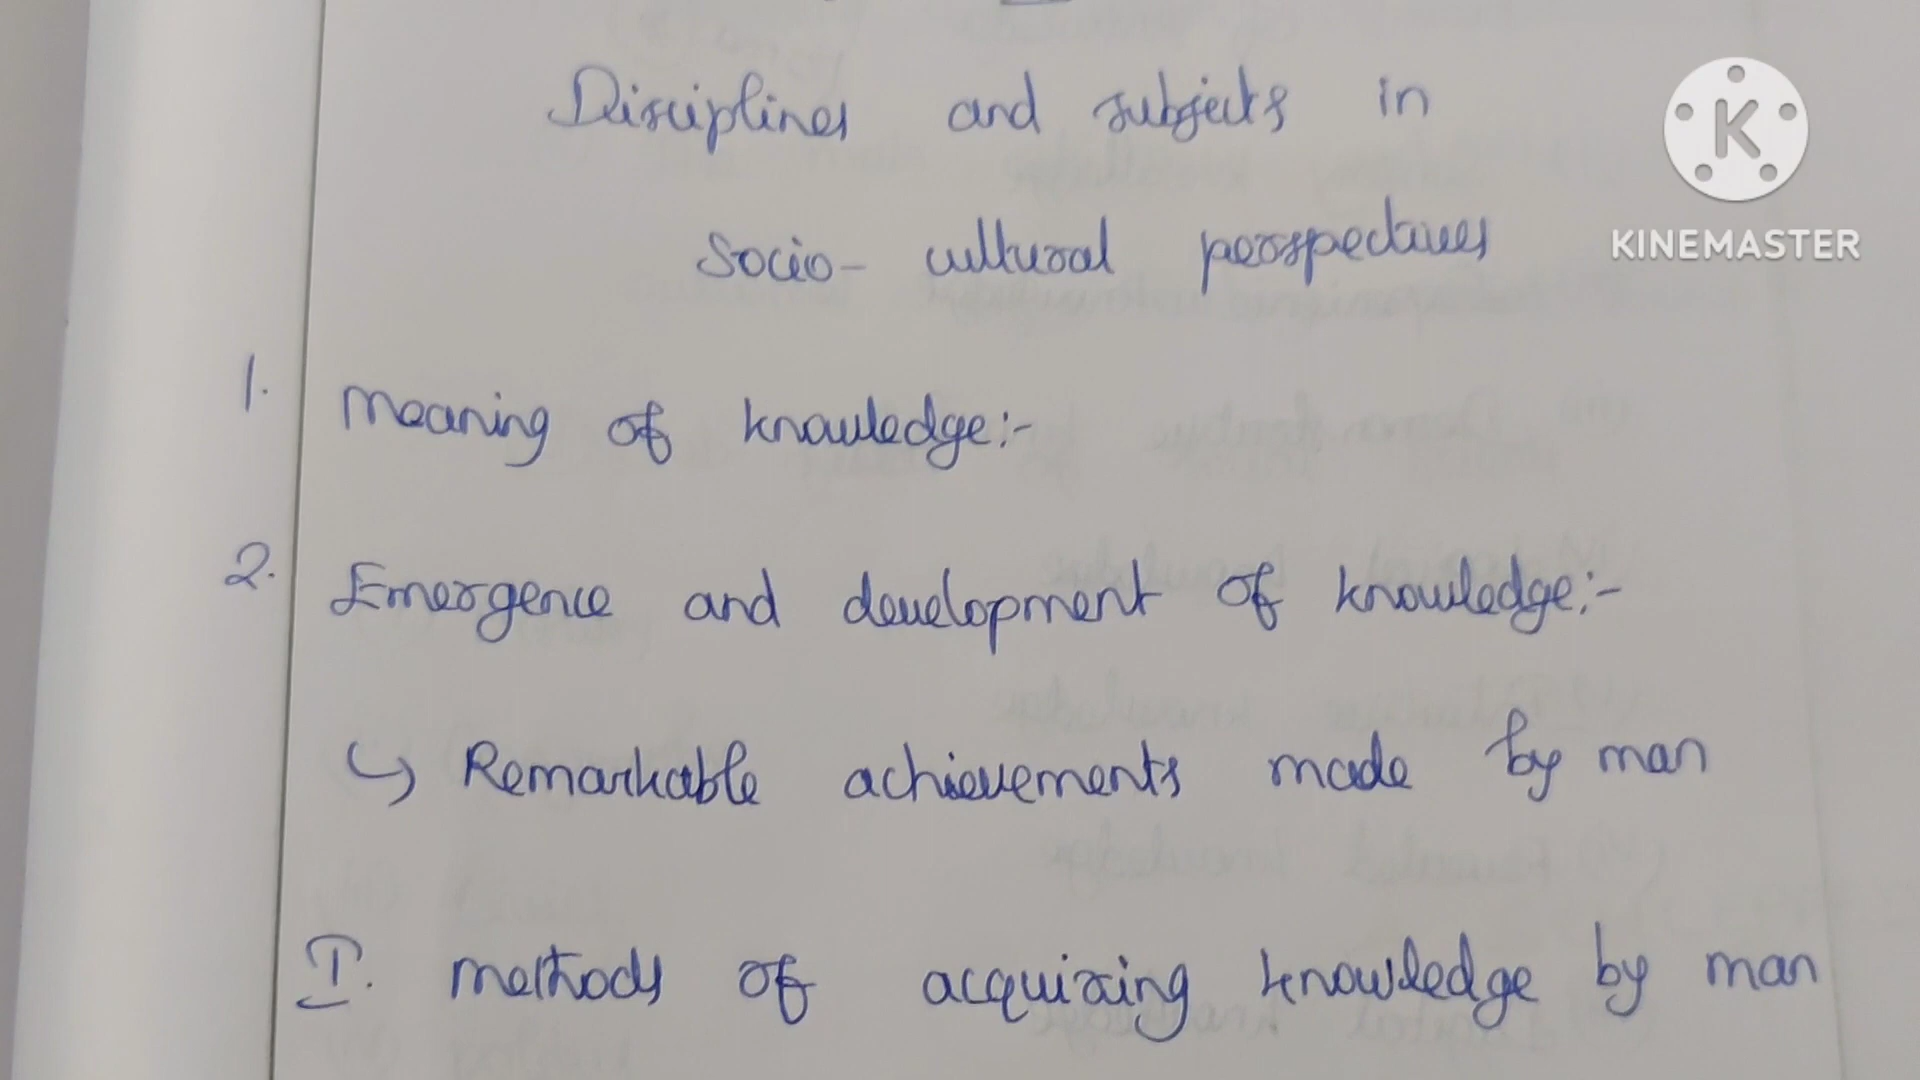 Disciplines and subjects in
Socio- cultural perspectives
KINEMASTER
1. Meaning of knowledge:-
2. Emergence and development of knowledge:-
↳ Remarkable achievements made by man
I. methods of acquiring knowledge by man